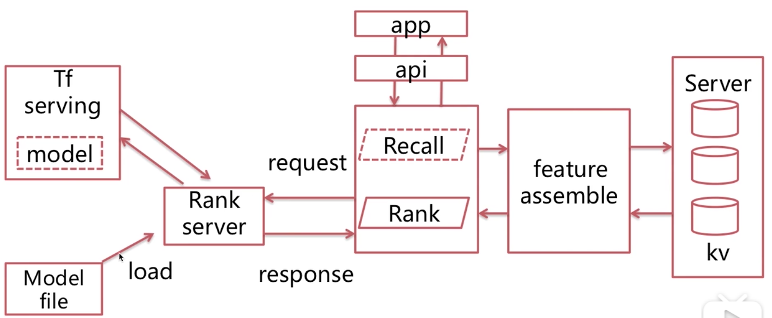 app
api
Tf
serving
model
Recall
Rank
request
response
Rank
server
load
Model
file
feature
assemble
Server
kv